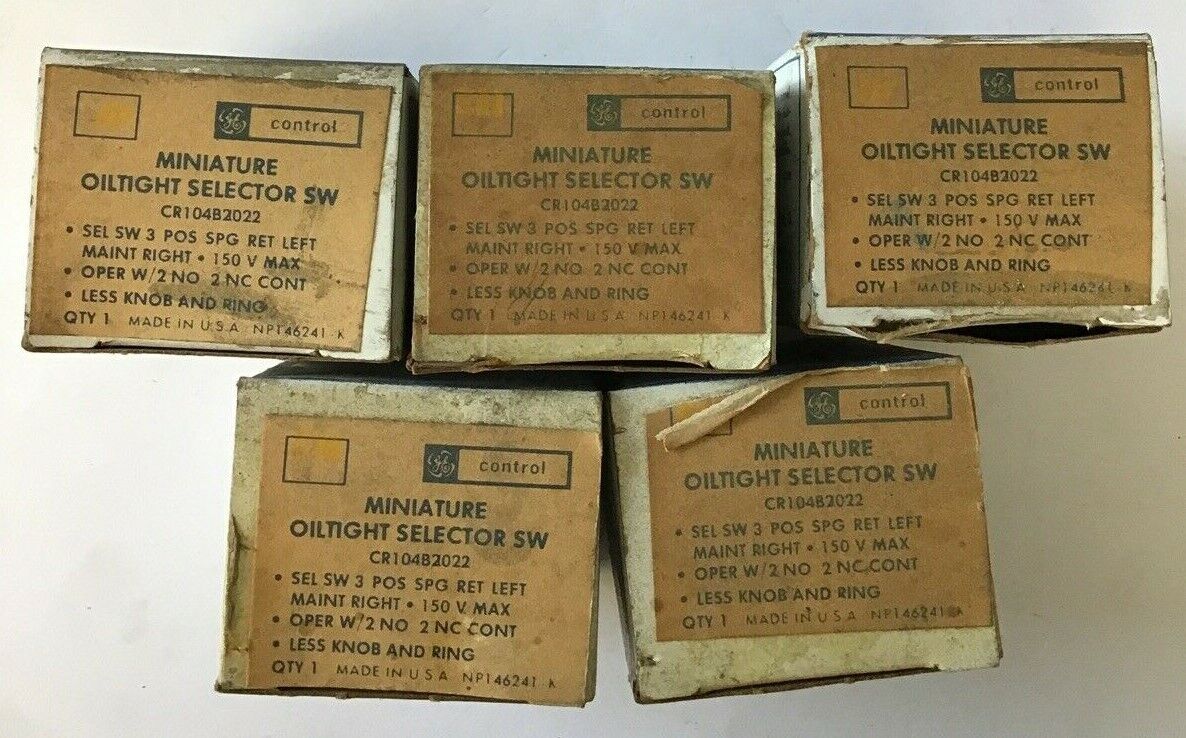 GE control
MINIATURE
OILTIGHT SELECTOR SW
CR104B2022
• SEL SW 3 POS SPG RET LEFT
MAINT RIGHT • 150 V MAX
• OPER W/2 NO 2 NC CONT
• LESS KNOB AND RING
QTY 1 MADE IN U.S.A NP146241 K
GE control
MINIATURE
OILTIGHT SELECTOR SW
CR104B2022
• SEL SW 3 POS SPG RET LEFT
MAINT RIGHT • 150 V MAX
• OPER W/2 NO 2 NC CONT
• LESS KNOB AND RING
QTY 1 MADE IN U.S.A NP146241 K
GE control
MINIATURE
OILTIGHT SELECTOR SW
CR104B2022
• SEL SW 3 POS SPG RET LEFT
MAINT RIGHT • 150 V MAX
• OPER W/2 NO 2 NC CONT
• LESS KNOB AND RING
QTY 1 MADE IN U.S.A NP146241 K
GE control
MINIATURE
OILTIGHT SELECTOR SW
CR104B2022
• SEL SW 3 POS SPG RET LEFT
MAINT RIGHT • 150 V MAX
• OPER W/2 NO 2 NC CONT
• LESS KNOB AND RING
QTY 1 MADE IN U.S.A NP146241 K
GE control
MINIATURE
OILTIGHT SELECTOR SW
CR104B2022
• SEL SW 3 POS SPG RET LEFT
MAINT RIGHT • 150 V MAX
• OPER W/2 NO 2 NC CONT
• LESS KNOB AND RING
QTY 1 MADE IN U.S.A NP146241 K